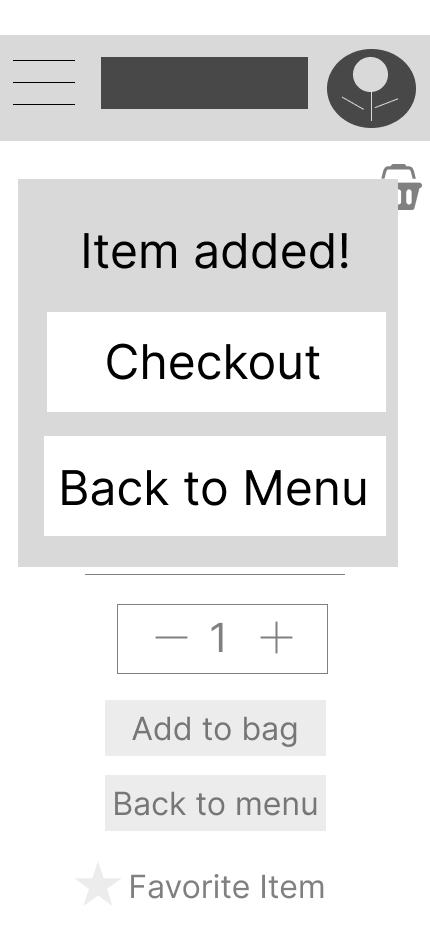 Item added!
Checkout
Back to Menu
1
Add to bag
Back to menu
Favorite Item